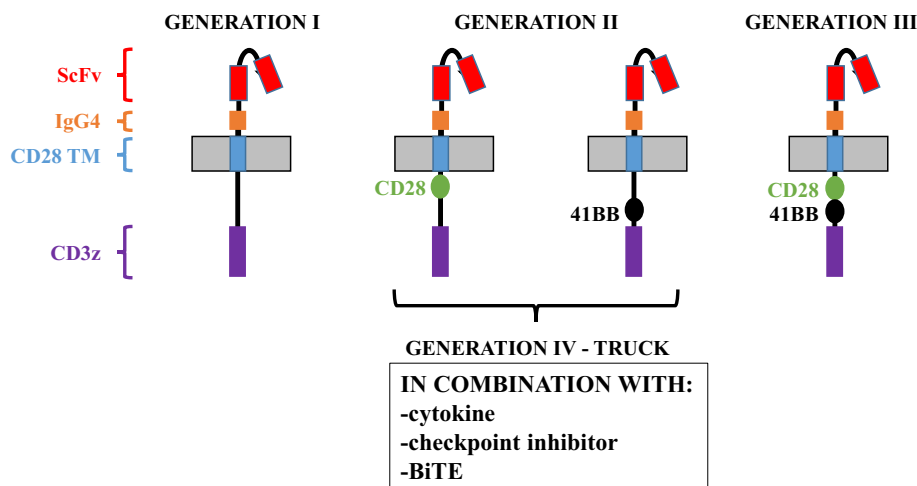 GENERATION I
GENERATION II
GENERATION III
ScFv
IgG4
CD28 TM
CD28
CD28
41BB
41BB
CD3z
GENERATION IV - TRUCK
IN COMBINATION WITH:
-cytokine
-checkpoint inhibitor
-BiTE